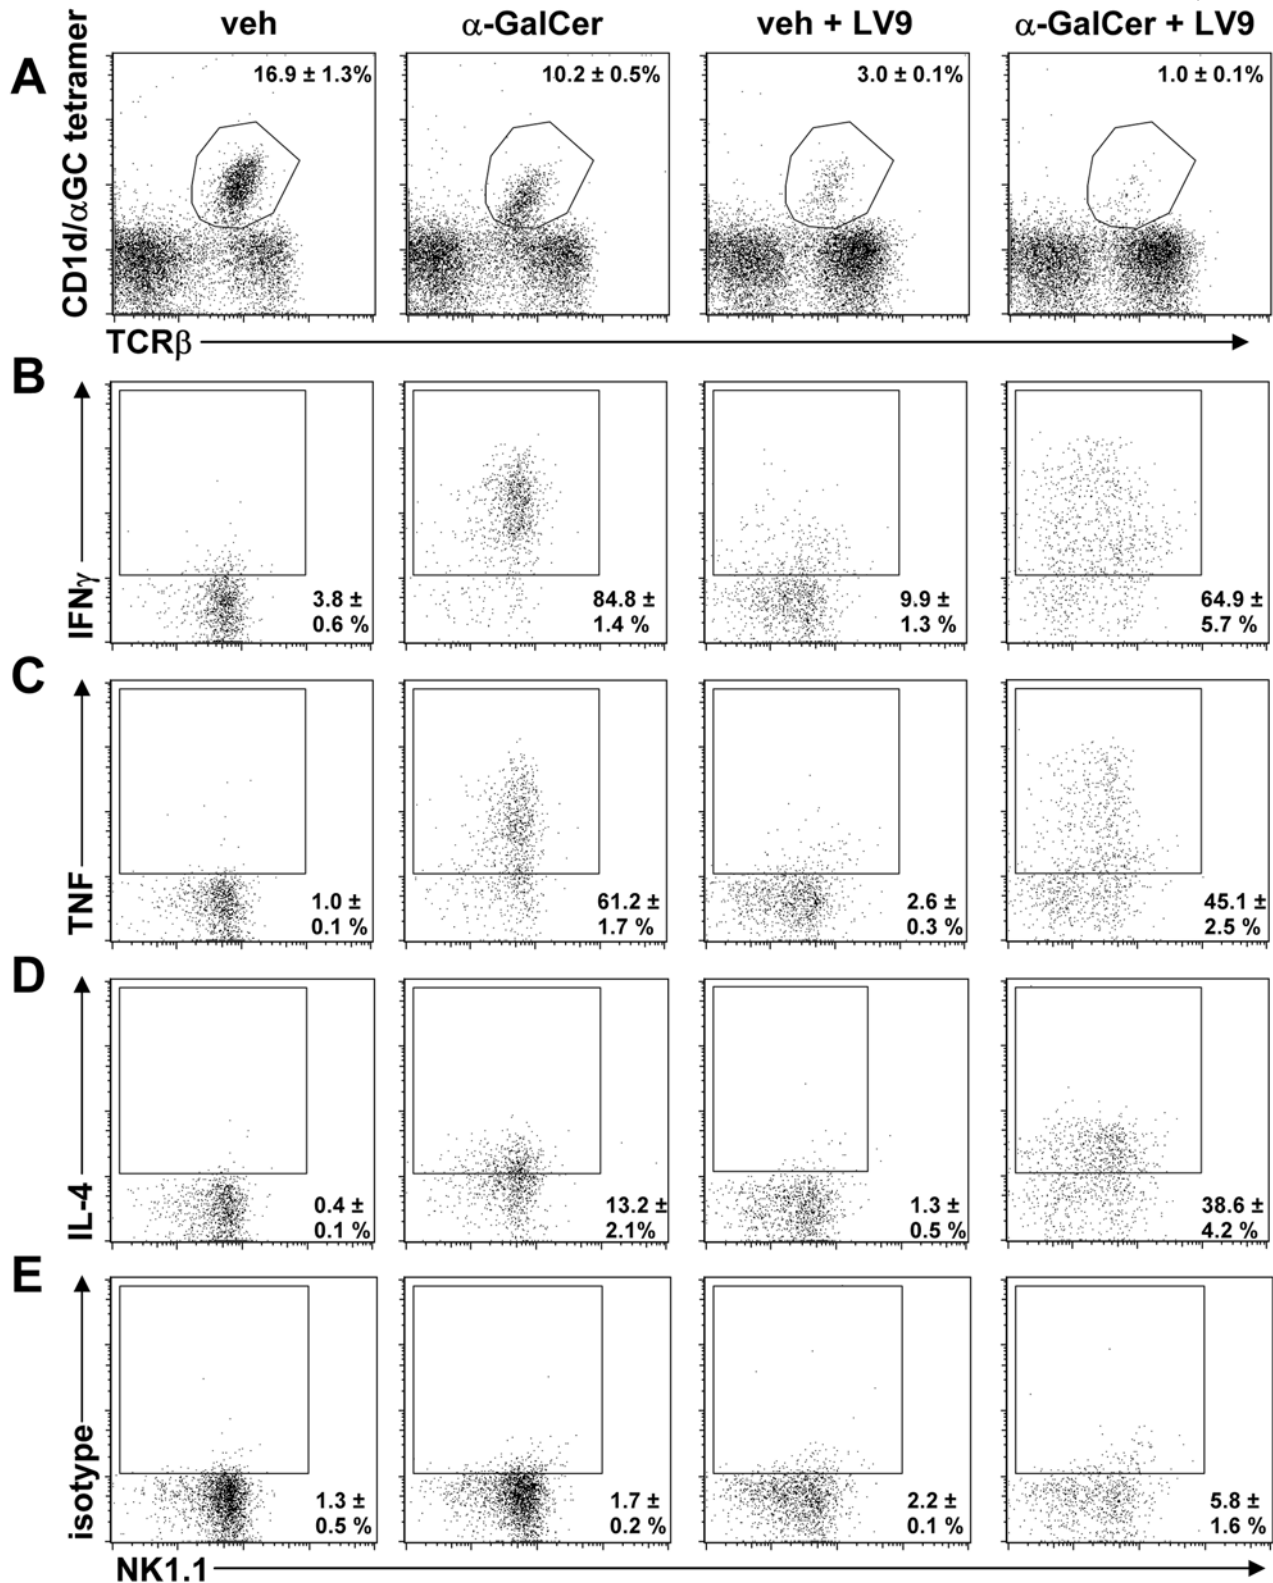 veh α-GalCer veh + LV9 α-GalCer + LV9
A
CD1d/αGC tetramer
16.9 ± 1.3% 10.2 ± 0.5% 3.0 ± 0.1% 1.0 ± 0.1%
TCRβ
B
IFNγ
3.8 ± 84.8 ± 9.9 ± 64.9 ±
0.6 % 1.4 % 1.3 % 5.7 %
C
TNF
1.0 ± 61.2 ± 2.6 ± 45.1 ±
0.1 % 1.7 % 0.3 % 2.5 %
D
IL-4
0.4 ± 13.2 ± 1.3 ± 38.6 ±
0.1 % 2.1% 0.5 % 4.2 %
E
isotype
1.3 ± 1.7 ± 2.2 ± 5.8 ±
0.5 % 0.2 % 0.1 % 1.6 %
NK1.1